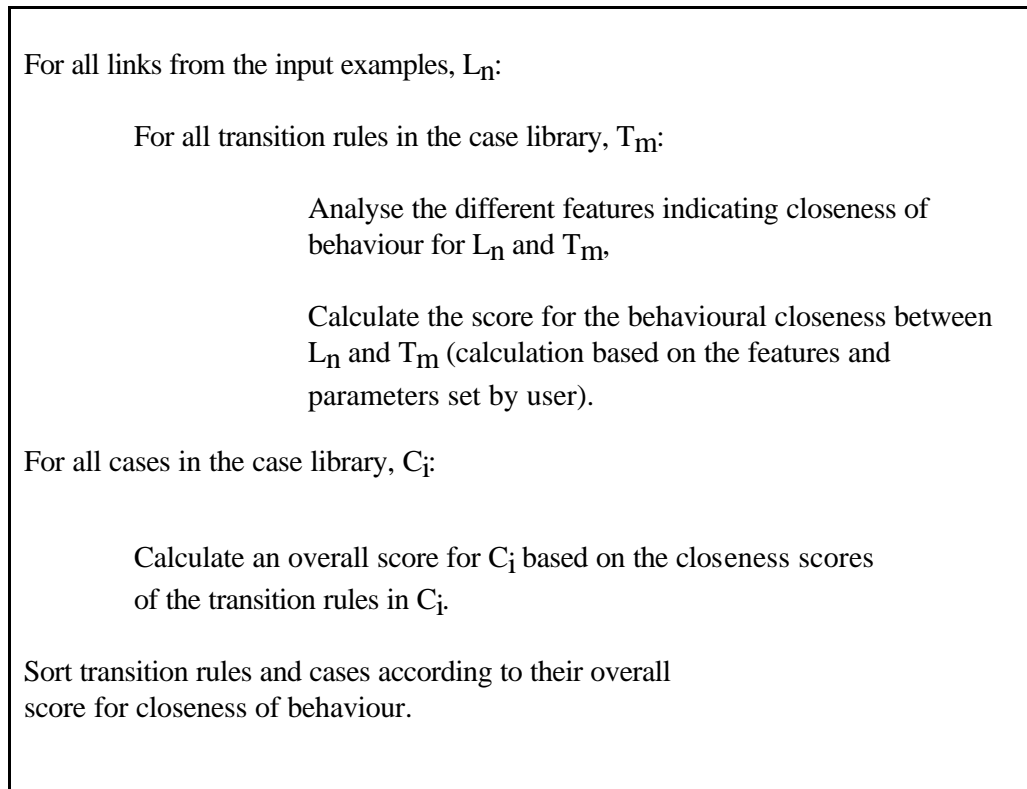 For all links from the input examples, Ln:
For all transition rules in the case library, Tm:
Analyse the different features indicating closeness of
behaviour for Ln and Tm,
Calculate the score for the behavioural closeness between
Ln and Tm (calculation based on the features and
parameters set by user).
For all cases in the case library, Ci:
Calculate an overall score for Ci based on the closeness scores
of the transition rules in Ci.
Sort transition rules and cases according to their overall
score for closeness of behaviour.